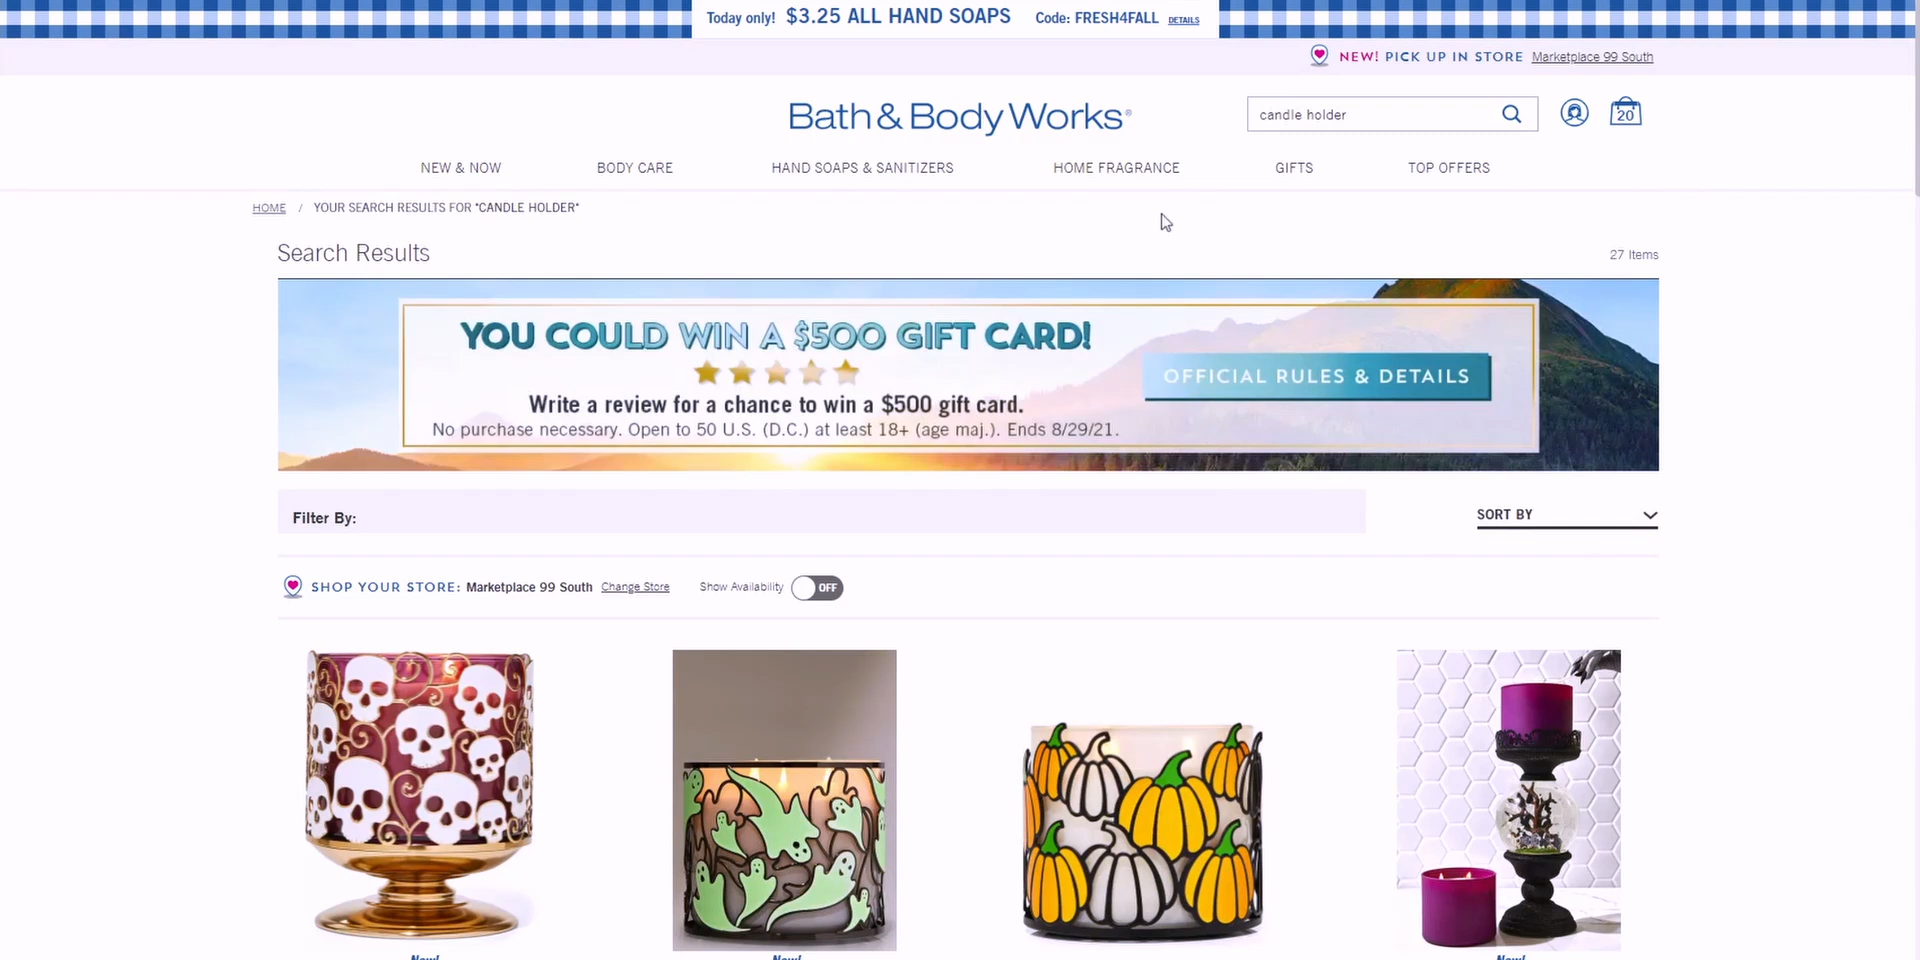 Today only! $3.25 ALL HAND SOAPS Code: FRESH4FALL DETAILS
NEW! PICK UP IN STORE Marketplace 99 South
Bath & Body Works®
candle holder
20
NEW & NOW BODY CARE HAND SOAPS & SANITIZERS HOME FRAGRANCE GIFTS TOP OFFERS
HOME / YOUR SEARCH RESULTS FOR "CANDLE HOLDER"
Search Results
27 Items
YOU COULD WIN A $500 GIFT CARD!
Write a review for a chance to win a $500 gift card.
No purchase necessary. Open to 50 U.S. (D.C.) at least 18+ (age maj.). Ends 8/29/21.
OFFICIAL RULES & DETAILS
Filter By:
SORT BY
SHOP YOUR STORE: Marketplace 99 South Change Store Show Availability OFF
New! New! New!